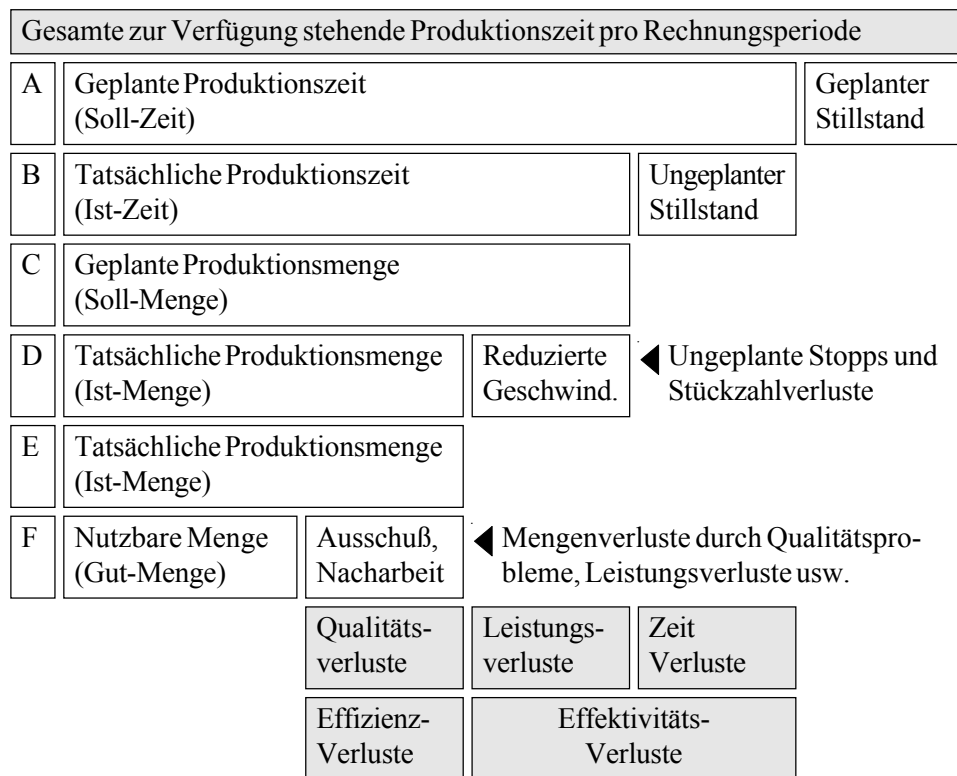 Gesamte zur Verfügung stehende Produktionszeit pro Rechnungsperiode
A
Geplante Produktionszeit
(Soll-Zeit)
Geplanter
Stillstand
B
Tatsächliche Produktionszeit
(Ist-Zeit)
Ungeplanter
Stillstand
C
Geplante Produktionsmenge
(Soll-Menge)
D
Tatsächliche Produktionsmenge
(Ist-Menge)
Reduzierte
Geschwind.
Ungeplante Stopps und
Stückzahlverluste
E
Tatsächliche Produktionsmenge
(Ist-Menge)
F
Nutzbare Menge
(Gut-Menge)
Ausschuß,
Nacharbeit
Mengenverluste durch Qualitätspro-
bleme, Leistungsverluste usw.
Qualitäts-
verluste
Leistungs-
verluste
Zeit
Verluste
Effizienz-
Verluste
Effektivitäts-
Verluste